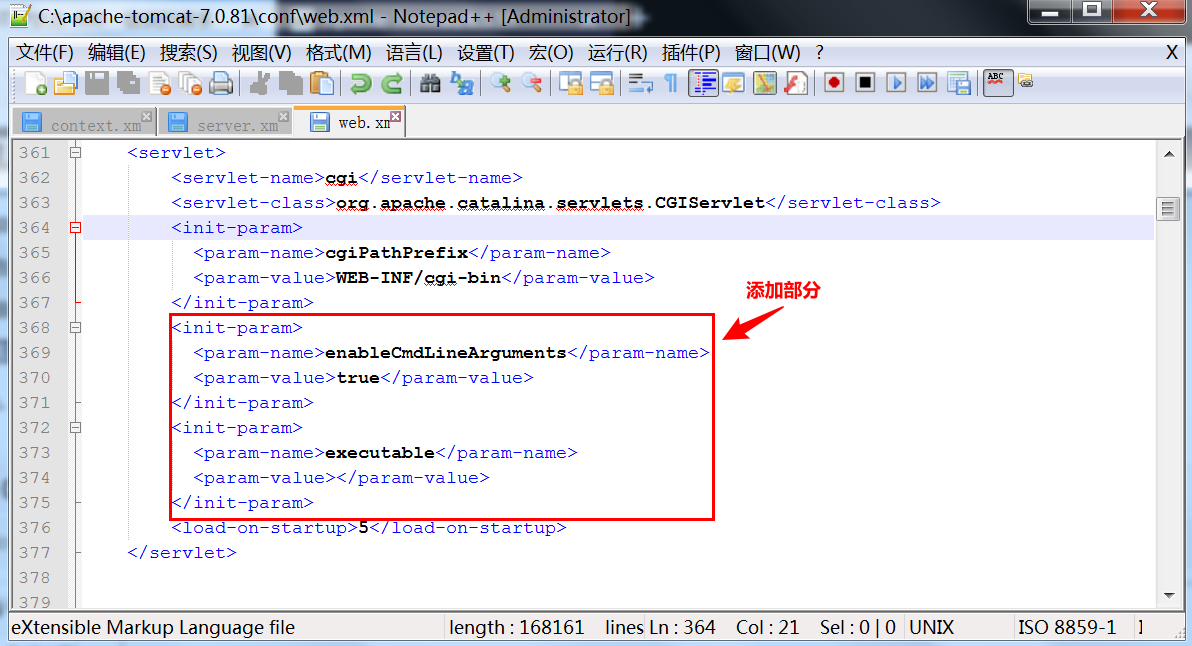 C:\apache-tomcat-7.0.81\conf\web.xml - Notepad++ [Administrator]
文件(F) 编辑(E) 搜索(S) 视图(V) 格式(M) 语言(L) 设置(T) 宏(O) 运行(R) 插件(P) 窗口(W) ? X
ABC
context.xm server.xm web.xm
361 <servlet>
362 <servlet-name>cgi</servlet-name>
363 <servlet-class>org.apache.catalina.servlets.CGIServlet</servlet-class>
364 <init-param>
365 <param-name>cgiPathPrefix</param-name>
366 <param-value>WEB-INF/cgi-bin</param-value>
367 </init-param>
添加部分
368 <init-param>
369 <param-name>enableCmdLineArguments</param-name>
370 <param-value>true</param-value>
371 </init-param>
372 <init-param>
373 <param-name>executable</param-name>
374 <param-value></param-value>
375 </init-param>
376 <load-on-startup>5</load-on-startup>
377 </servlet>
378
379
eXtensible Markup Language file length : 168161 lines Ln : 364 Col : 21 Sel : 0 | 0 UNIX ISO 8859-1